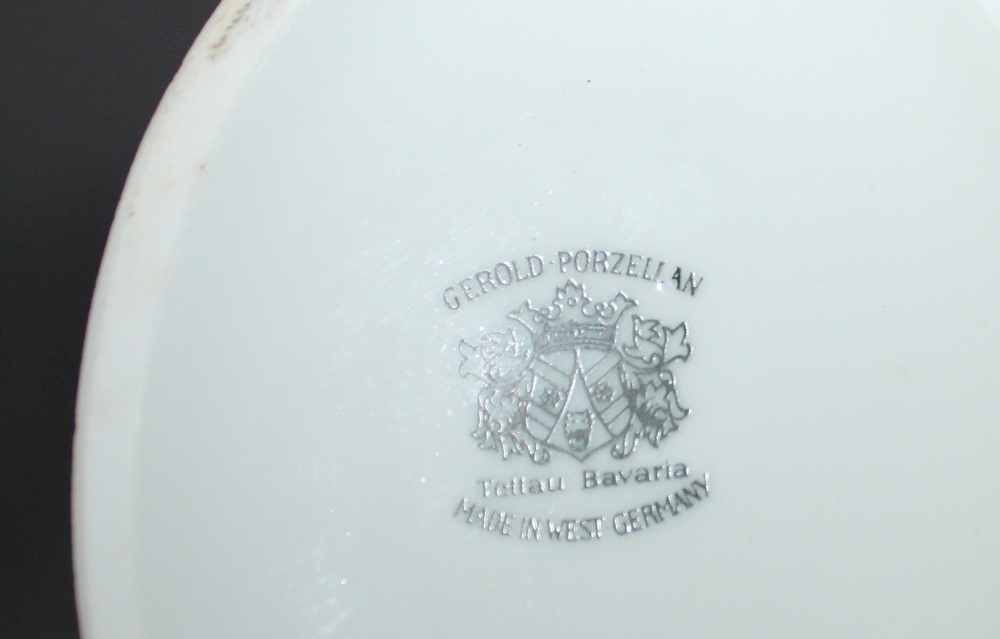 GEROLD-PORZELLAN
Tettau Bavaria
MADE IN WEST GERMANY